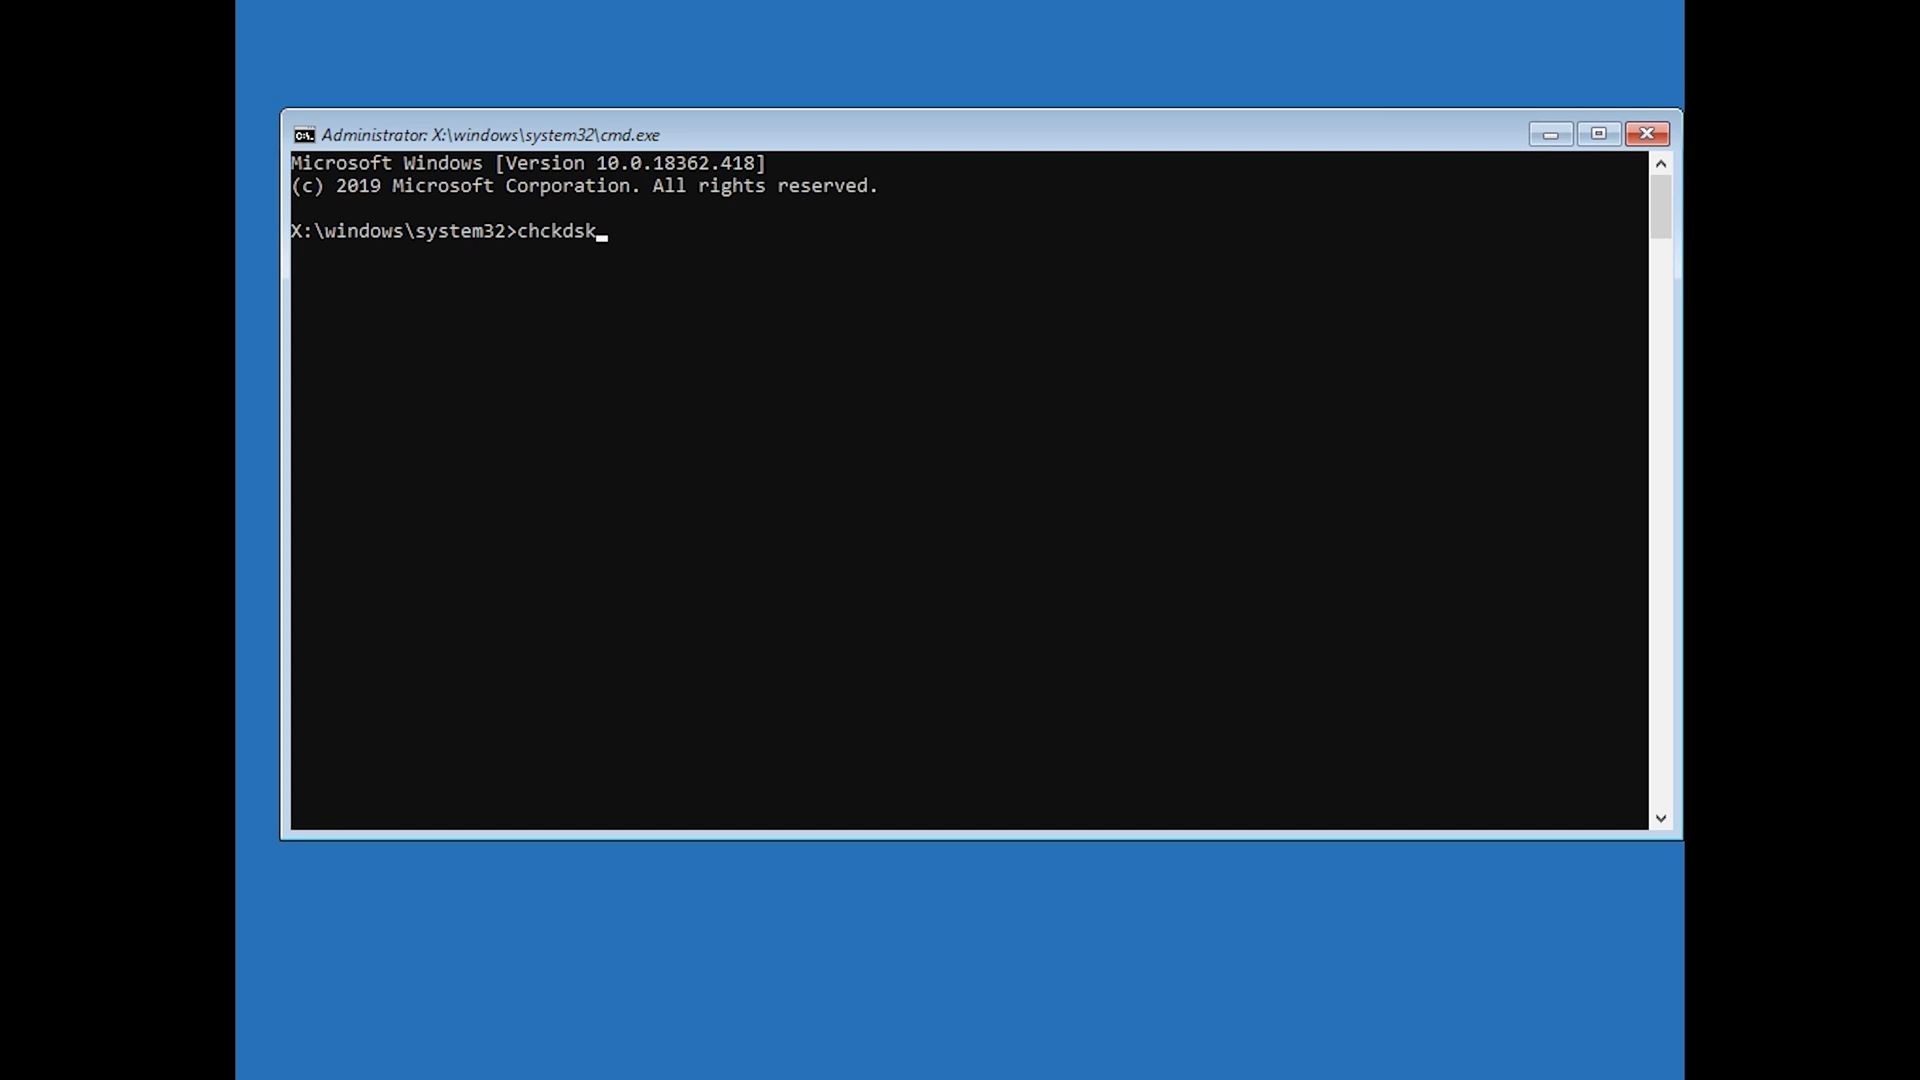 Administrator: X:\windows\system32\cmd.exe
Microsoft Windows [Version 10.0.18362.418]
(c) 2019 Microsoft Corporation. All rights reserved.
X:\windows\system32>chckdsk